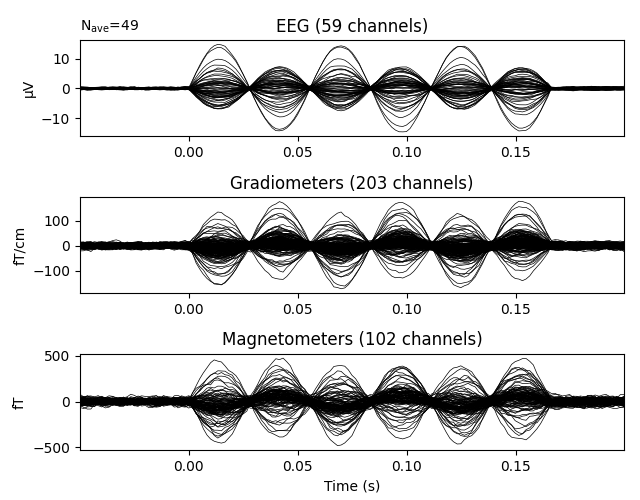 Nave=49
EEG (59 channels)
10
0
−10
µV
0.00 0.05 0.10 0.15
Gradiometers (203 channels)
100
0
−100
fT/cm
0.00 0.05 0.10 0.15
Magnetometers (102 channels)
500
0
−500
fT
0.00 0.05 0.10 0.15
Time (s)